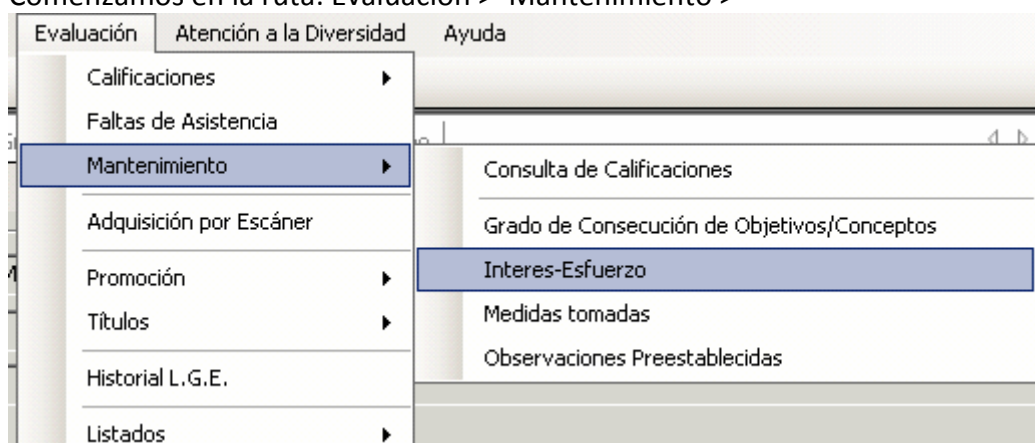 Comenzamos en la ruta: Evaluación > Mantenimiento >
Evaluación Atención a la Diversidad Ayuda
Calificaciones
Faltas de Asistencia
Mantenimiento
Adquisición por Escáner
Promoción
Títulos
Historial L.G.E.
Listados
Consulta de Calificaciones
Grado de Consecución de Objetivos/Conceptos
Interes-Esfuerzo
Medidas tomadas
Observaciones Preestablecidas